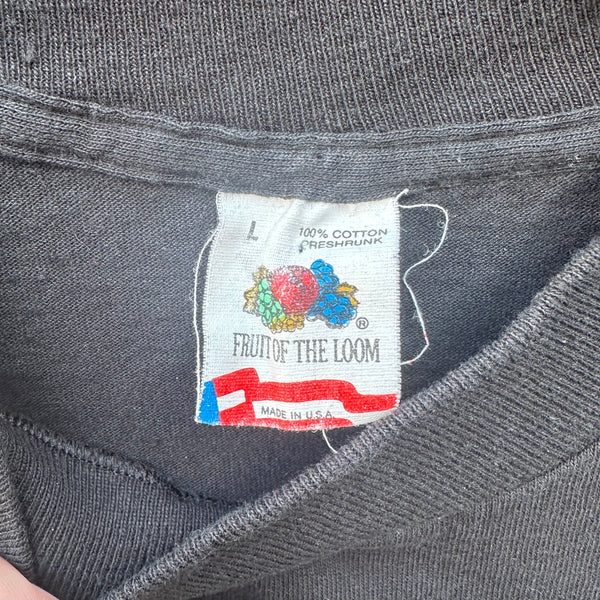 L
100% COTTON
PRESHRUNK
®
FRUIT OF THE LOOM
MADE IN U.S.A.